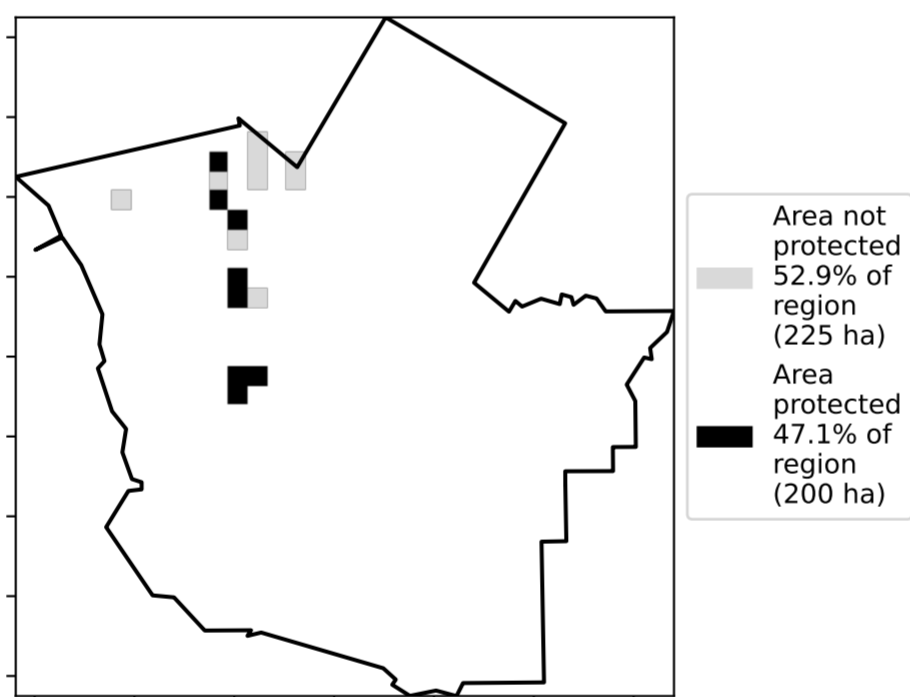 Area not
protected
52.9% of
region
(225 ha)
Area
protected
47.1% of
region
(200 ha)